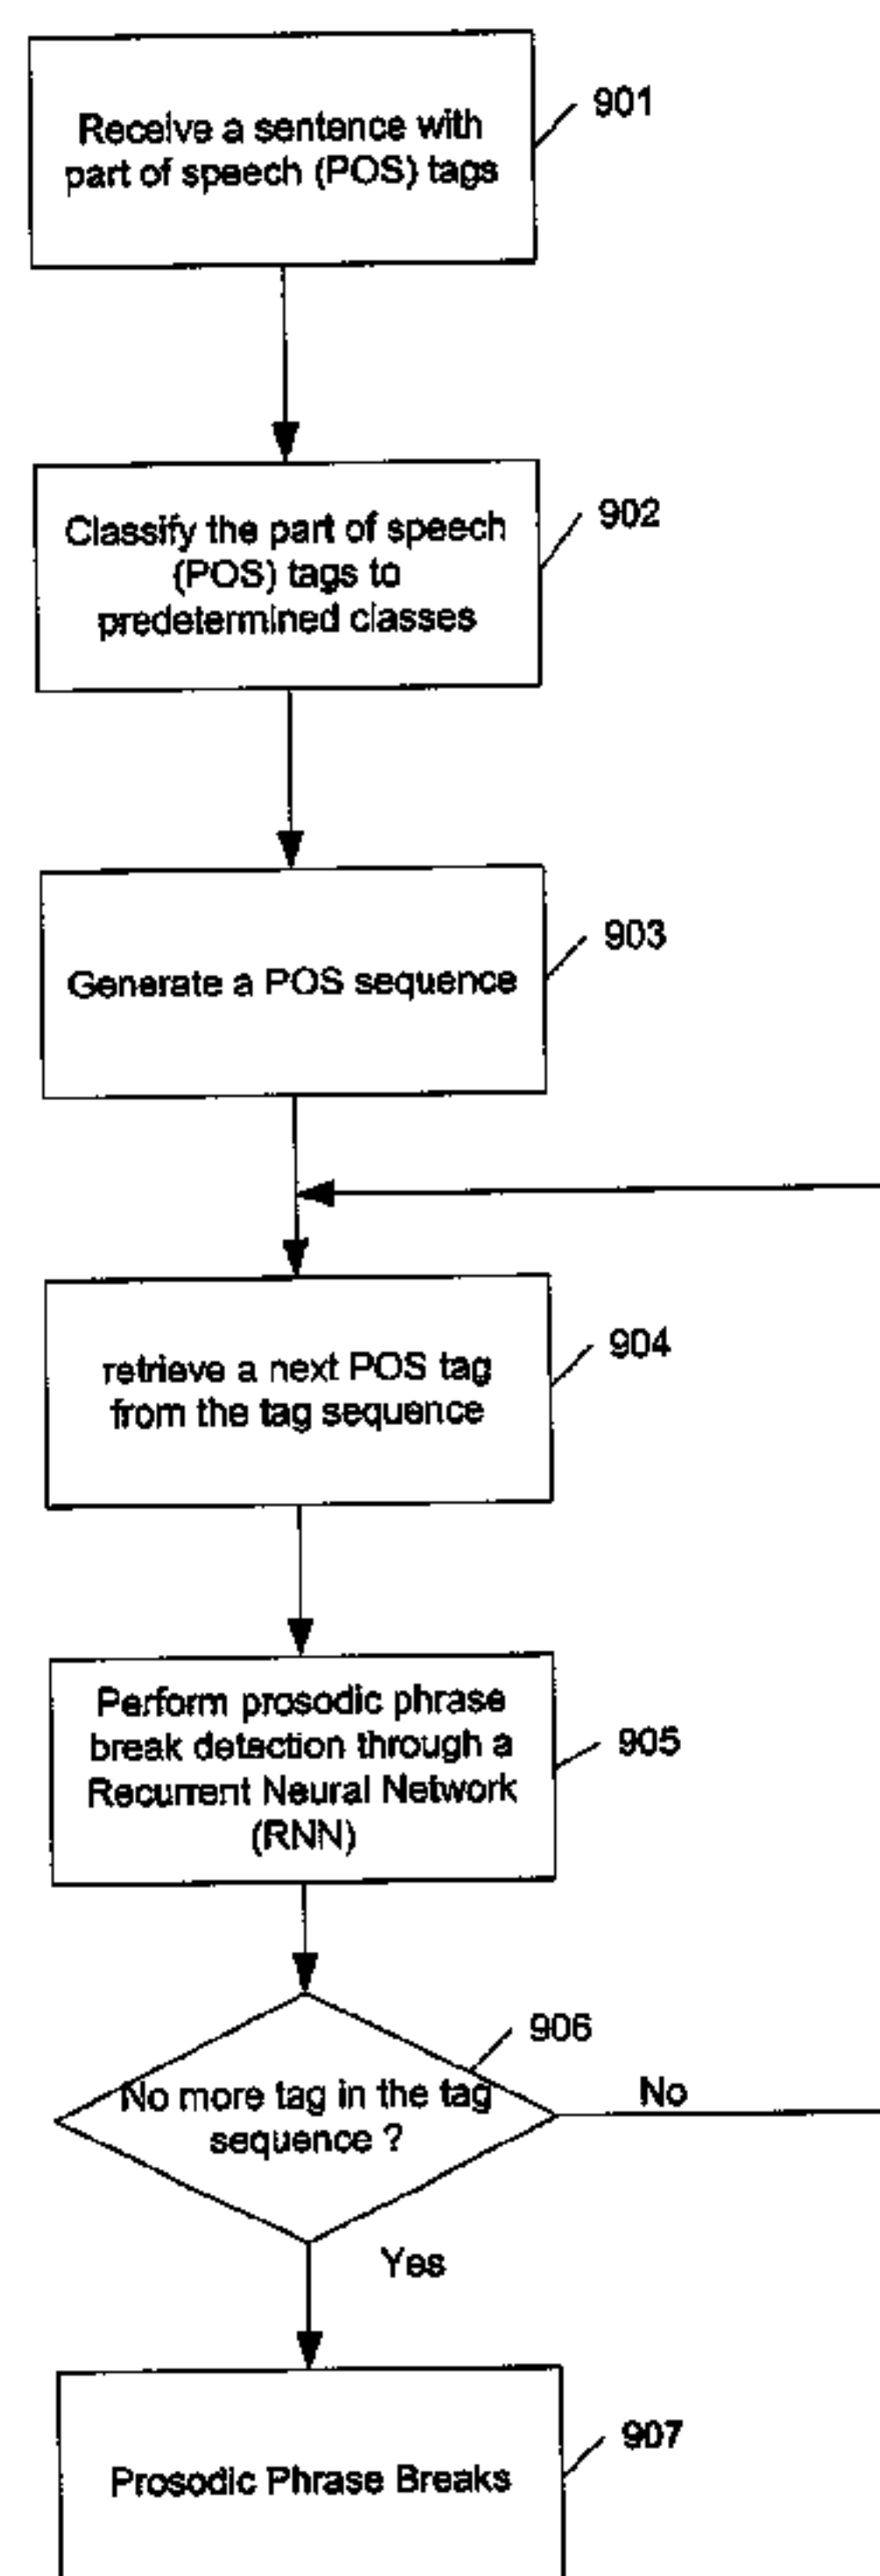 Receive a sentence with
part of speech (POS) tags
901
Classify the part of speech
(POS) tags to
predetermined classes
902
Generate a POS sequence
903
retrieve a next POS tag
from the tag sequence
904
Perform prosodic phrase
break detection through a
Recurrent Neural Network
(RNN)
905
906
No more tag in the tag
sequence ?
No
Yes
Prosodic Phrase Breaks
907